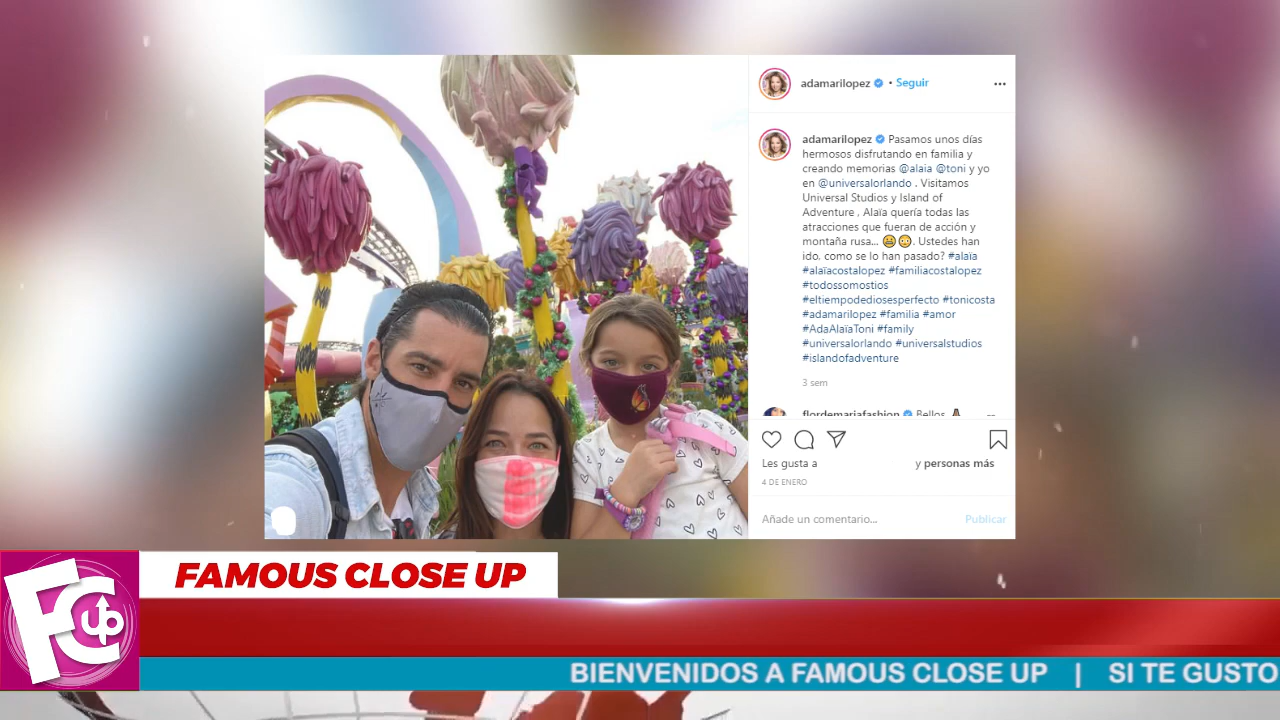 adamarilopez • Seguir
adamarilopez Pasamos unos días
hermosos disfrutando en familia y
creando memorias @alaia @toni y yo
en @universalorlando . Visitamos
Universal Studios y Island of
Adventure , Alaïa quería todas las
atracciones que fueran de acción y
montaña rusa... 😬😳. Ustedes han
ido, como se lo han pasado? #alaïa
#alaïacostalopez #familiacostalopez
#todossomostios
#eltiempodediosesperfecto #tonicosta
#adamarilopez #familia #amor
#AdaAlaïaToni #family
#universalorlando #universalstudios
#islandofadventure
3 sem
flordemariafashion Bellos
Les gusta a y personas más
4 DE ENERO
Añade un comentario... Publicar
FAMOUS CLOSE UP
FC up
BIENVENIDOS A FAMOUS CLOSE UP | SI TE GUSTO